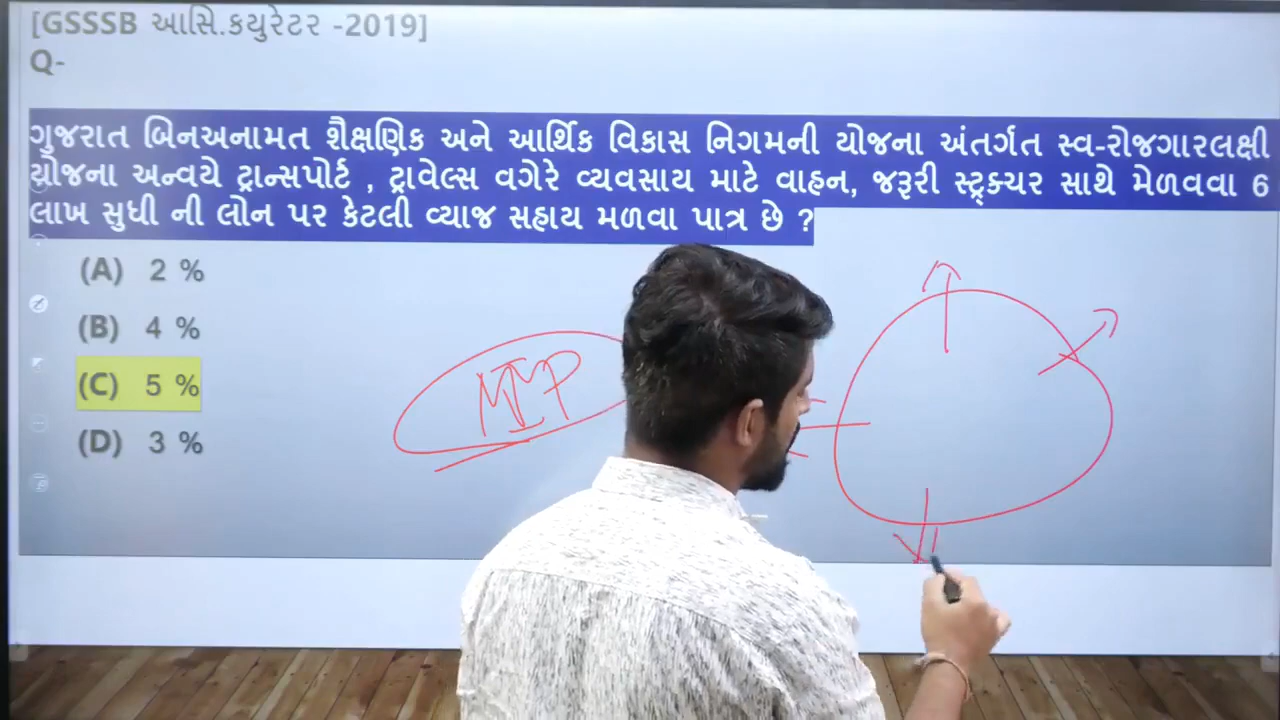 [GSSSB આસિ.કયુરેટર -2019]
Q-
ગુજરાત બિનઅનામત શૈક્ષણિક અને આર્થિક વિકાસ નિગમની યોજના અંતર્ગત સ્વ-રોજગારલક્ષી
યોજના અન્વયે ટ્રાન્સપોર્ટ , ટ્રાવેલ્સ વગેરે વ્યવસાય માટે વાહન, જરૂરી સ્ટ્રક્ચર સાથે મેળવવા 6
લાખ સુધી ની લોન પર કેટલી વ્યાજ સહાય મળવા પાત્ર છે ?
(A) 2 %
(B) 4 %
(C) 5 %
(D) 3 %